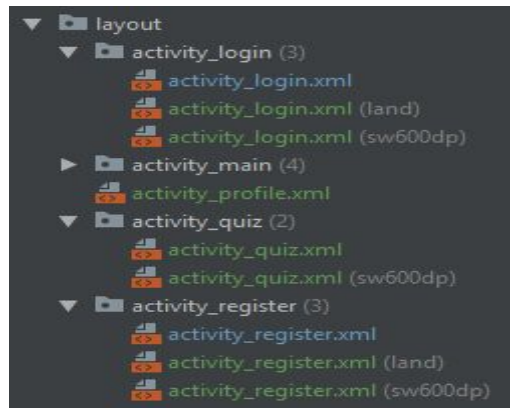 layout
activity_login (3)
activity_login.xml
activity_login.xml (land)
activity_login.xml (sw600dp)
activity_main (4)
activity_profile.xml
activity_quiz (2)
activity_quiz.xml
activity_quiz.xml (sw600dp)
activity_register (3)
activity_register.xml
activity_register.xml (land)
activity_register.xml (sw600dp)